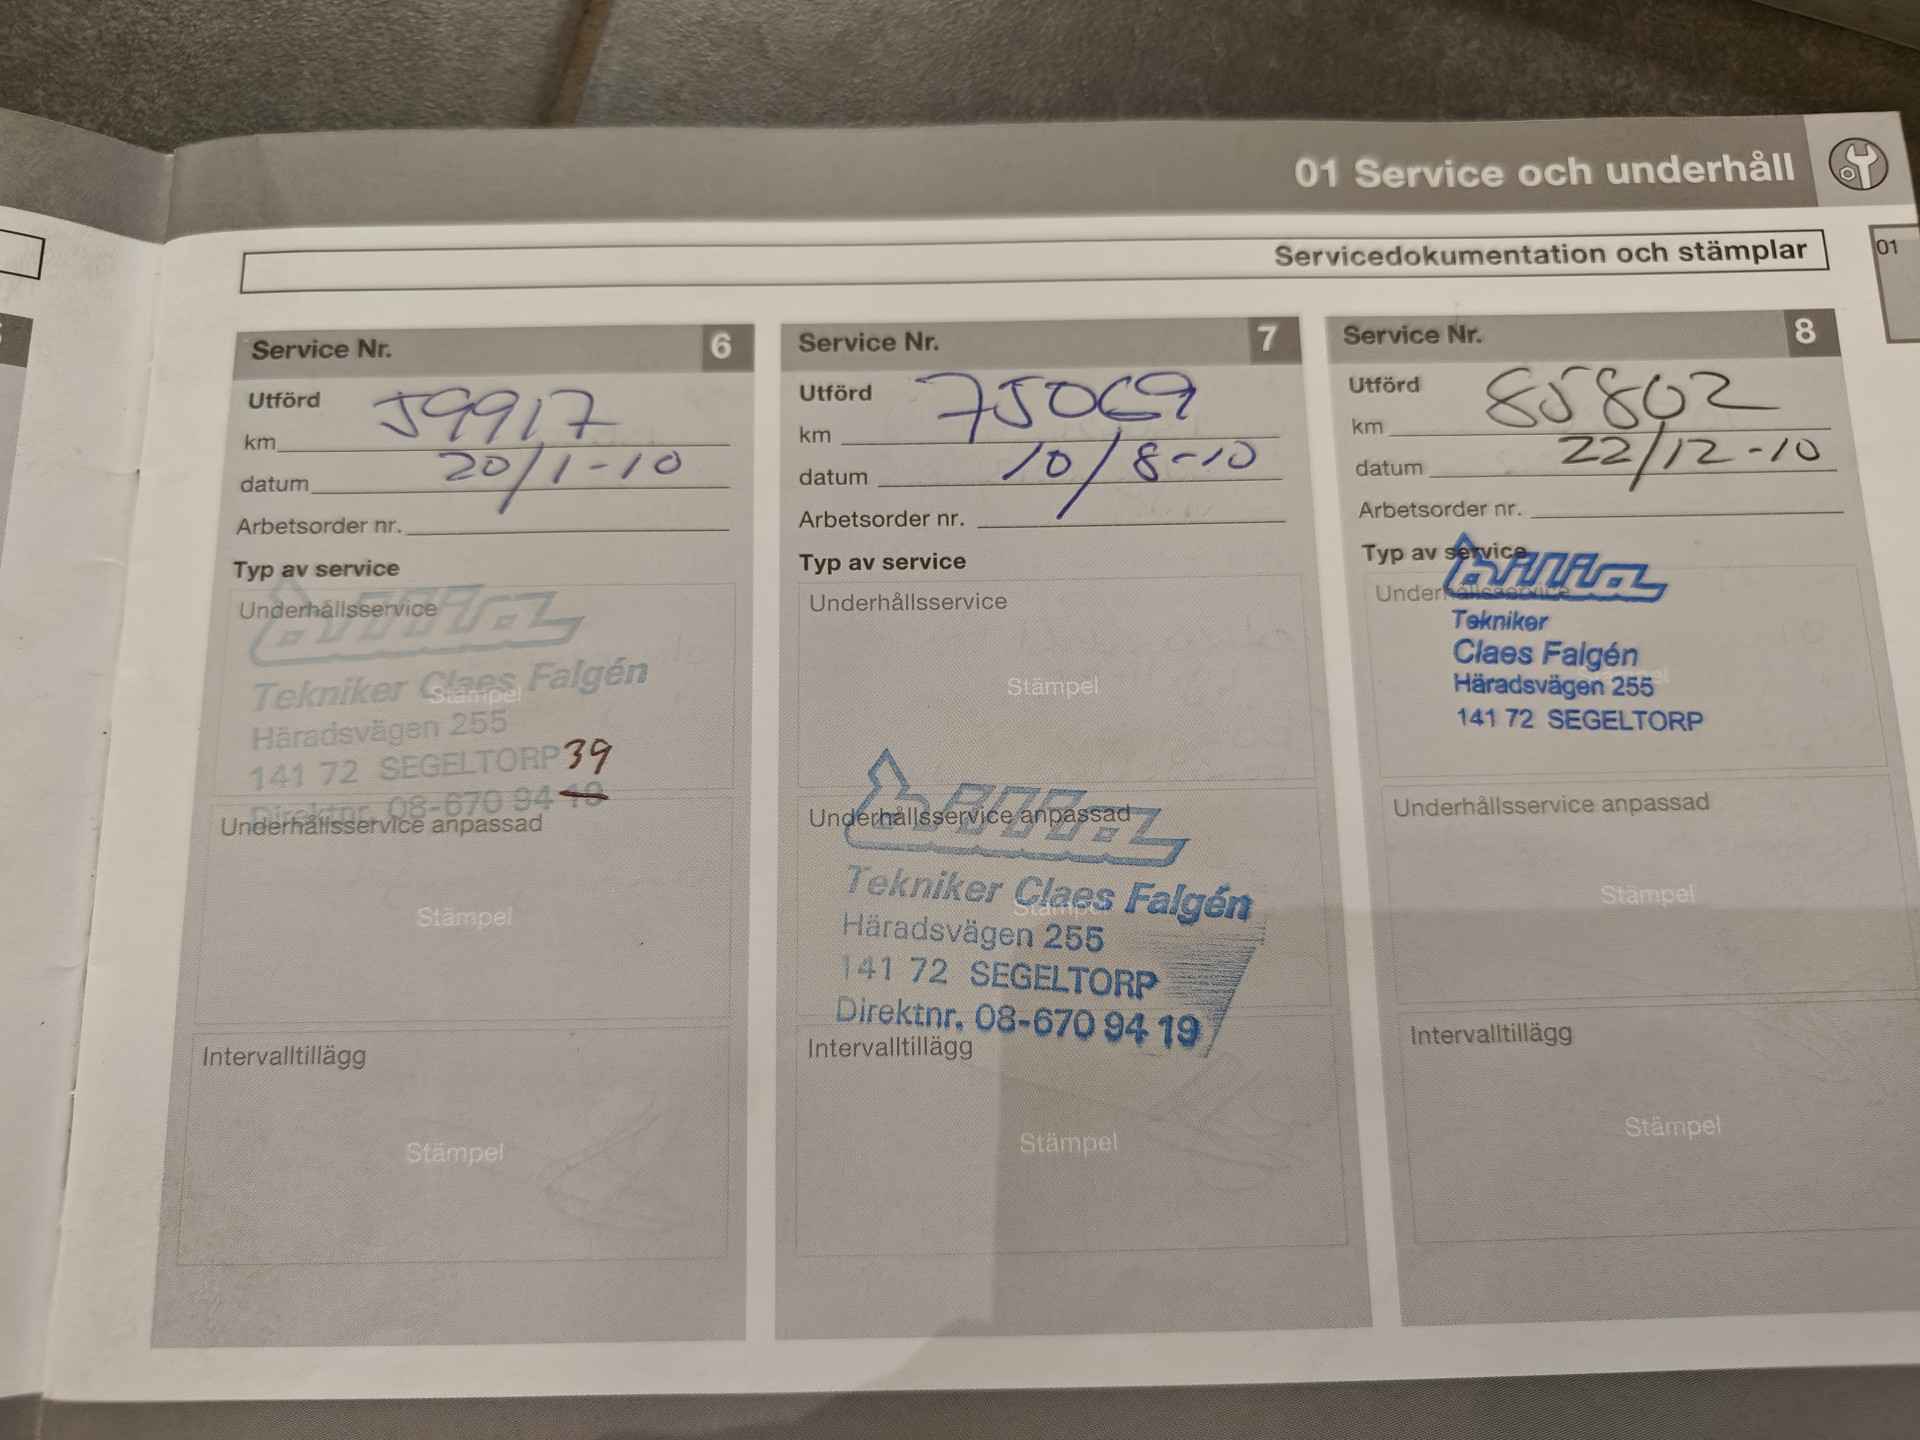 01 Service och underhåll
Servicedokumentation och stämplar
01
Service Nr. 6
Utförd
km 59917
datum 20/1-10
Arbetsorder nr.
Typ av service
Underhållsservice
bilia
Tekniker Claes Falgén
Stämpel
Häradsvägen 255
141 72 SEGELTORP 39
Direktnr. 08-670 94 19
Underhållsservice anpassad
Stämpel
Intervalltillägg
Stämpel
Service Nr. 7
Utförd
km 75069
datum 10/8-10
Arbetsorder nr.
Typ av service
Underhållsservice
Stämpel
bilia
Underhållsservice anpassad
Tekniker Claes Falgén
Stämpel
Häradsvägen 255
141 72 SEGELTORP
Direktnr. 08-670 94 19
Intervalltillägg
Stämpel
Service Nr. 8
Utförd
km 85802
datum 22/12-10
Arbetsorder nr.
Typ av service
bilia
Underhållsservice
Tekniker
Claes Falgén
Häradsvägen 255
141 72 SEGELTORP
Underhållsservice anpassad
Stämpel
Intervalltillägg
Stämpel